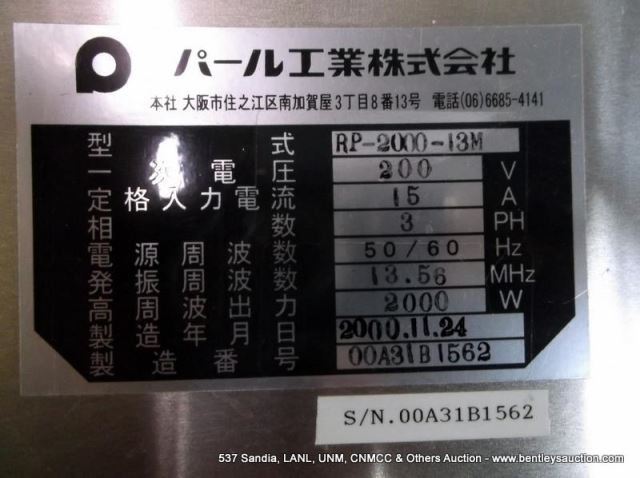 パール工業株式会社
本社 大阪市住之江区南加賀屋3丁目8番13号 電話(06)6685-4141
型式 RP-2000-13M
一次電圧 200 V
定格入力電流 15 A
相数 3 PH
電源周波数 50/60 Hz
発振周波数 13.56 MHz
高周波出力 2000 W
製造年月日 2000.11.24
製造番号 00A31B1562
S/N.00A31B1562
537 Sandia, LANL, UNM, CNMCC & Others Auction - www.bentleysauction.com